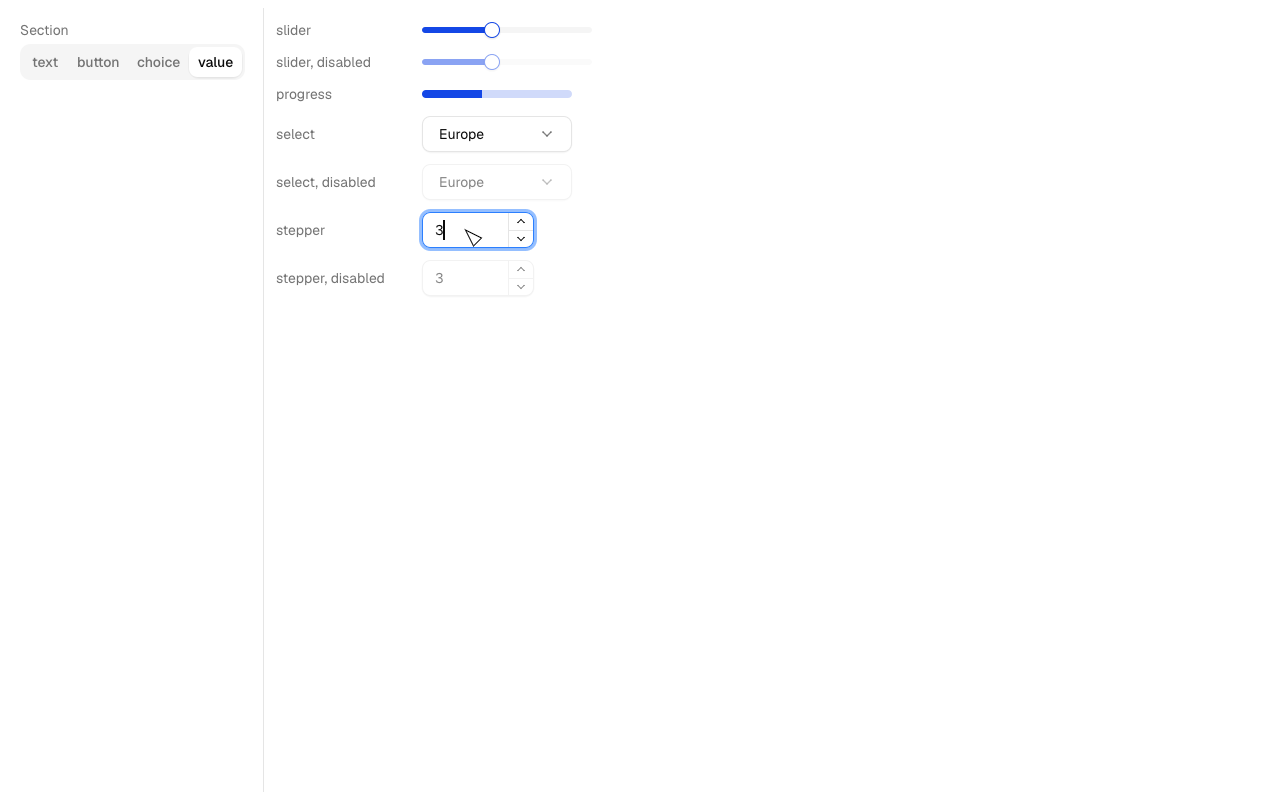 Section
text button choice value
slider
slider, disabled
progress
select Europe
select, disabled Europe
stepper 3
stepper, disabled 3